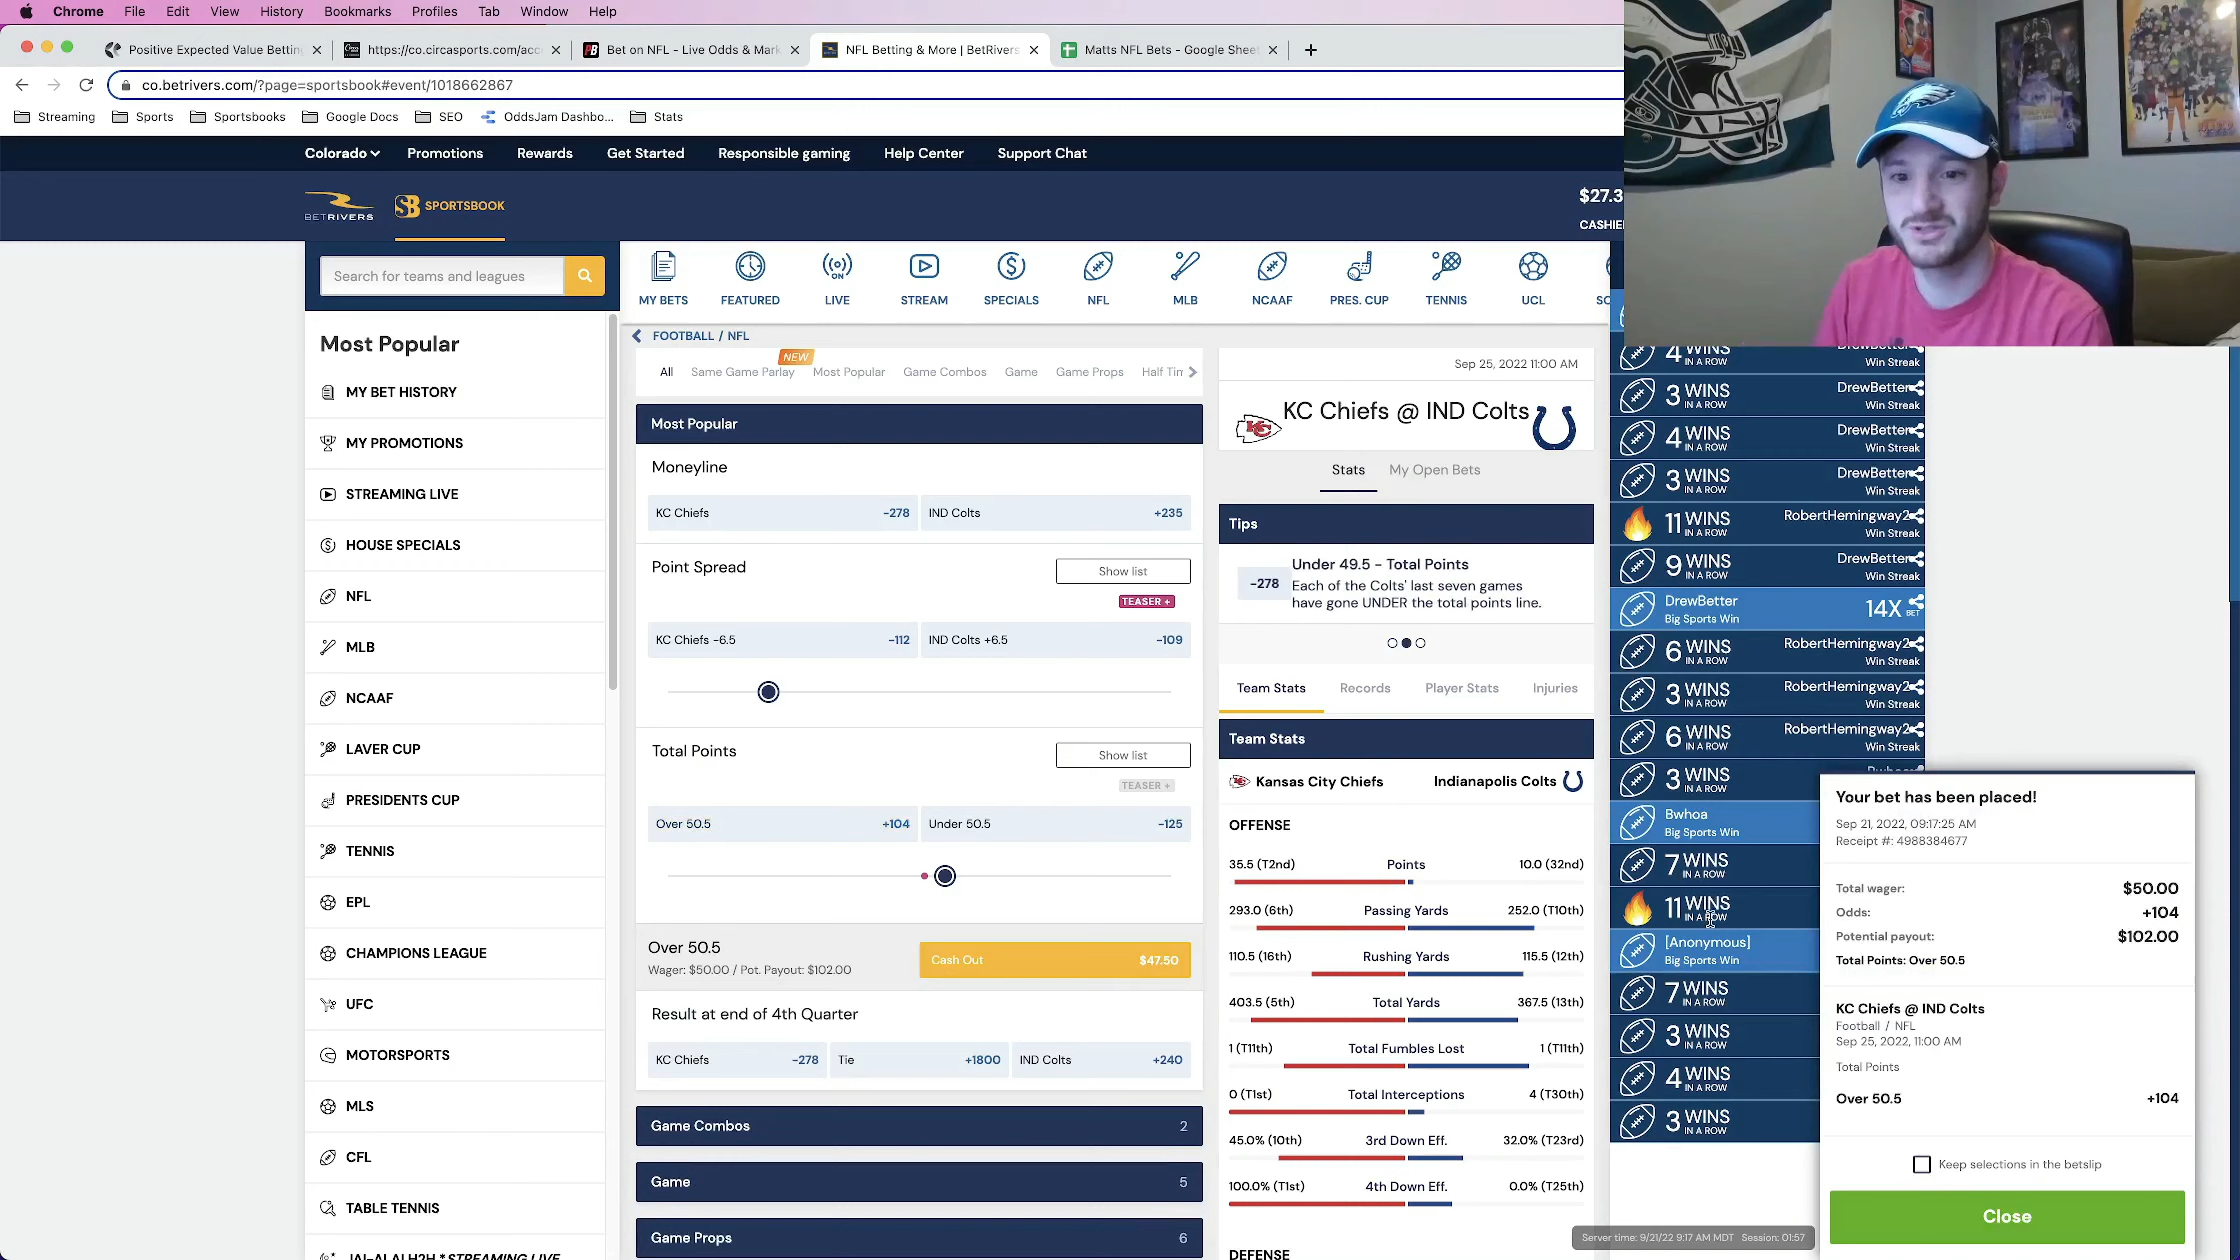 Chrome File Edit View History Bookmarks Profiles Tab Window Help
Positive Expected Value Betting
https://co.circasports.com/acc
Bet on NFL - Live Odds & Mark
NFL Betting & More | BetRivers
Matts NFL Bets - Google Sheet
co.betrivers.com/?page=sportsbook#event/1018662867
Streaming Sports Sportsbooks Google Docs SEO OddsJam Dashbo... Stats
Colorado Promotions Rewards Get Started Responsible gaming Help Center Support Chat
BETRIVERS
SB SPORTSBOOK
$27.3
CASHIE
Search for teams and leagues
MY BETS FEATURED LIVE STREAM SPECIALS NFL MLB NCAAF PRES. CUP TENNIS UCL SO
Most Popular
MY BET HISTORY
MY PROMOTIONS
STREAMING LIVE
HOUSE SPECIALS
NFL
MLB
NCAAF
LAVER CUP
PRESIDENTS CUP
TENNIS
EPL
CHAMPIONS LEAGUE
UFC
MOTORSPORTS
MLS
CFL
TABLE TENNIS
JAI-ALAI H2H *STREAMING LIVE
FOOTBALL / NFL
NEW
All Same Game Parlay Most Popular Game Combos Game Game Props Half Tim
Most Popular
Moneyline
KC Chiefs -278 IND Colts +235
Point Spread
Show list
TEASER +
KC Chiefs -6.5 -112 IND Colts +6.5 -109
Total Points
Show list
TEASER +
Over 50.5 +104 Under 50.5 -125
Over 50.5
Wager: $50.00 / Pot. Payout: $102.00
Cash Out $47.50
Result at end of 4th Quarter
KC Chiefs -278 Tie +1800 IND Colts +240
Game Combos 2
Game 5
Game Props 6
Sep 25, 2022 11:00 AM
KC Chiefs @ IND Colts
Stats My Open Bets
Tips
-278
Under 49.5 - Total Points
Each of the Colts' last seven games
have gone UNDER the total points line.
Team Stats Records Player Stats Injuries
Team Stats
Kansas City Chiefs Indianapolis Colts
OFFENSE
35.5 (T2nd) Points 10.0 (32nd)
293.0 (6th) Passing Yards 252.0 (T10th)
110.5 (16th) Rushing Yards 115.5 (12th)
403.5 (5th) Total Yards 367.5 (13th)
1 (T11th) Total Fumbles Lost 1 (T11th)
0 (T1st) Total Interceptions 4 (T30th)
45.0% (10th) 3rd Down Eff. 32.0% (T23rd)
100.0% (T1st) 4th Down Eff. 0.0% (T25th)
DEFENSE
4 WINS IN A ROW DrewBetter Win Streak
3 WINS IN A ROW DrewBetter Win Streak
4 WINS IN A ROW DrewBetter Win Streak
3 WINS IN A ROW DrewBetter Win Streak
11 WINS IN A ROW RobertHemingway2 Win Streak
9 WINS IN A ROW DrewBetter Win Streak
DrewBetter Big Sports Win 14X BET
6 WINS IN A ROW RobertHemingway2 Win Streak
3 WINS IN A ROW RobertHemingway2 Win Streak
6 WINS IN A ROW RobertHemingway2 Win Streak
3 WINS IN A ROW
Bwhoa Big Sports Win
7 WINS IN A ROW
11 WINS IN A ROW
[Anonymous] Big Sports Win
7 WINS IN A ROW
3 WINS IN A ROW
4 WINS IN A ROW
3 WINS IN A ROW
Your bet has been placed!
Sep 21, 2022, 09:17:25 AM
Receipt #: 4988384677
Total wager: $50.00
Odds: +104
Potential payout: $102.00
Total Points: Over 50.5
KC Chiefs @ IND Colts
Football / NFL
Sep 25, 2022, 11:00 AM
Total Points
Over 50.5 +104
Keep selections in the betslip
Close
Server time: 9/21/22 9:17 AM MDT Session: 01:57